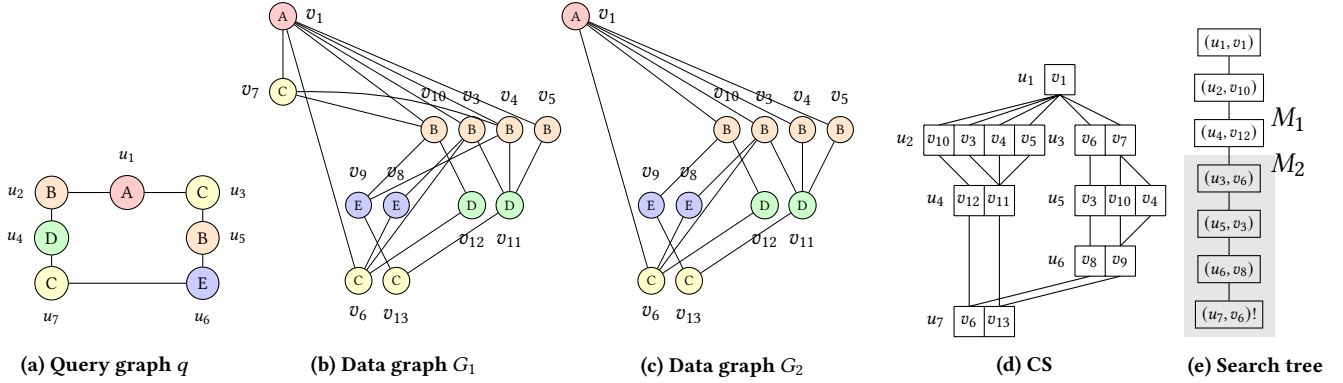 A v₁
C v₇
v₁₀ v₃ v₄ v₅
B B B B
v₉ v₈
E E D D
v₁₂ v₁₁
C C
v₆ v₁₃
A v₁
v₁₀ v₃ v₄ v₅
B B B B
v₉ v₈
E E D D
v₁₂ v₁₁
C C
v₆ v₁₃
u₁
u₂ B A C u₃
u₄ D B u₅
C E
u₇ u₆
u₁ v₁
u₂ v₁₀ v₃ v₄ v₅ u₃ v₆ v₇
u₄ v₁₂ v₁₁ u₅ v₃ v₁₀ v₄
u₆ v₈ v₉
u₇ v₆ v₁₃
(u₁, v₁)
(u₂, v₁₀)
M₁
(u₄, v₁₂)
M₂
(u₃, v₆)
(u₅, v₃)
(u₆, v₈)
(u₇, v₆)!
(a) Query graph q
(b) Data graph G₁
(c) Data graph G₂
(d) CS
(e) Search tree